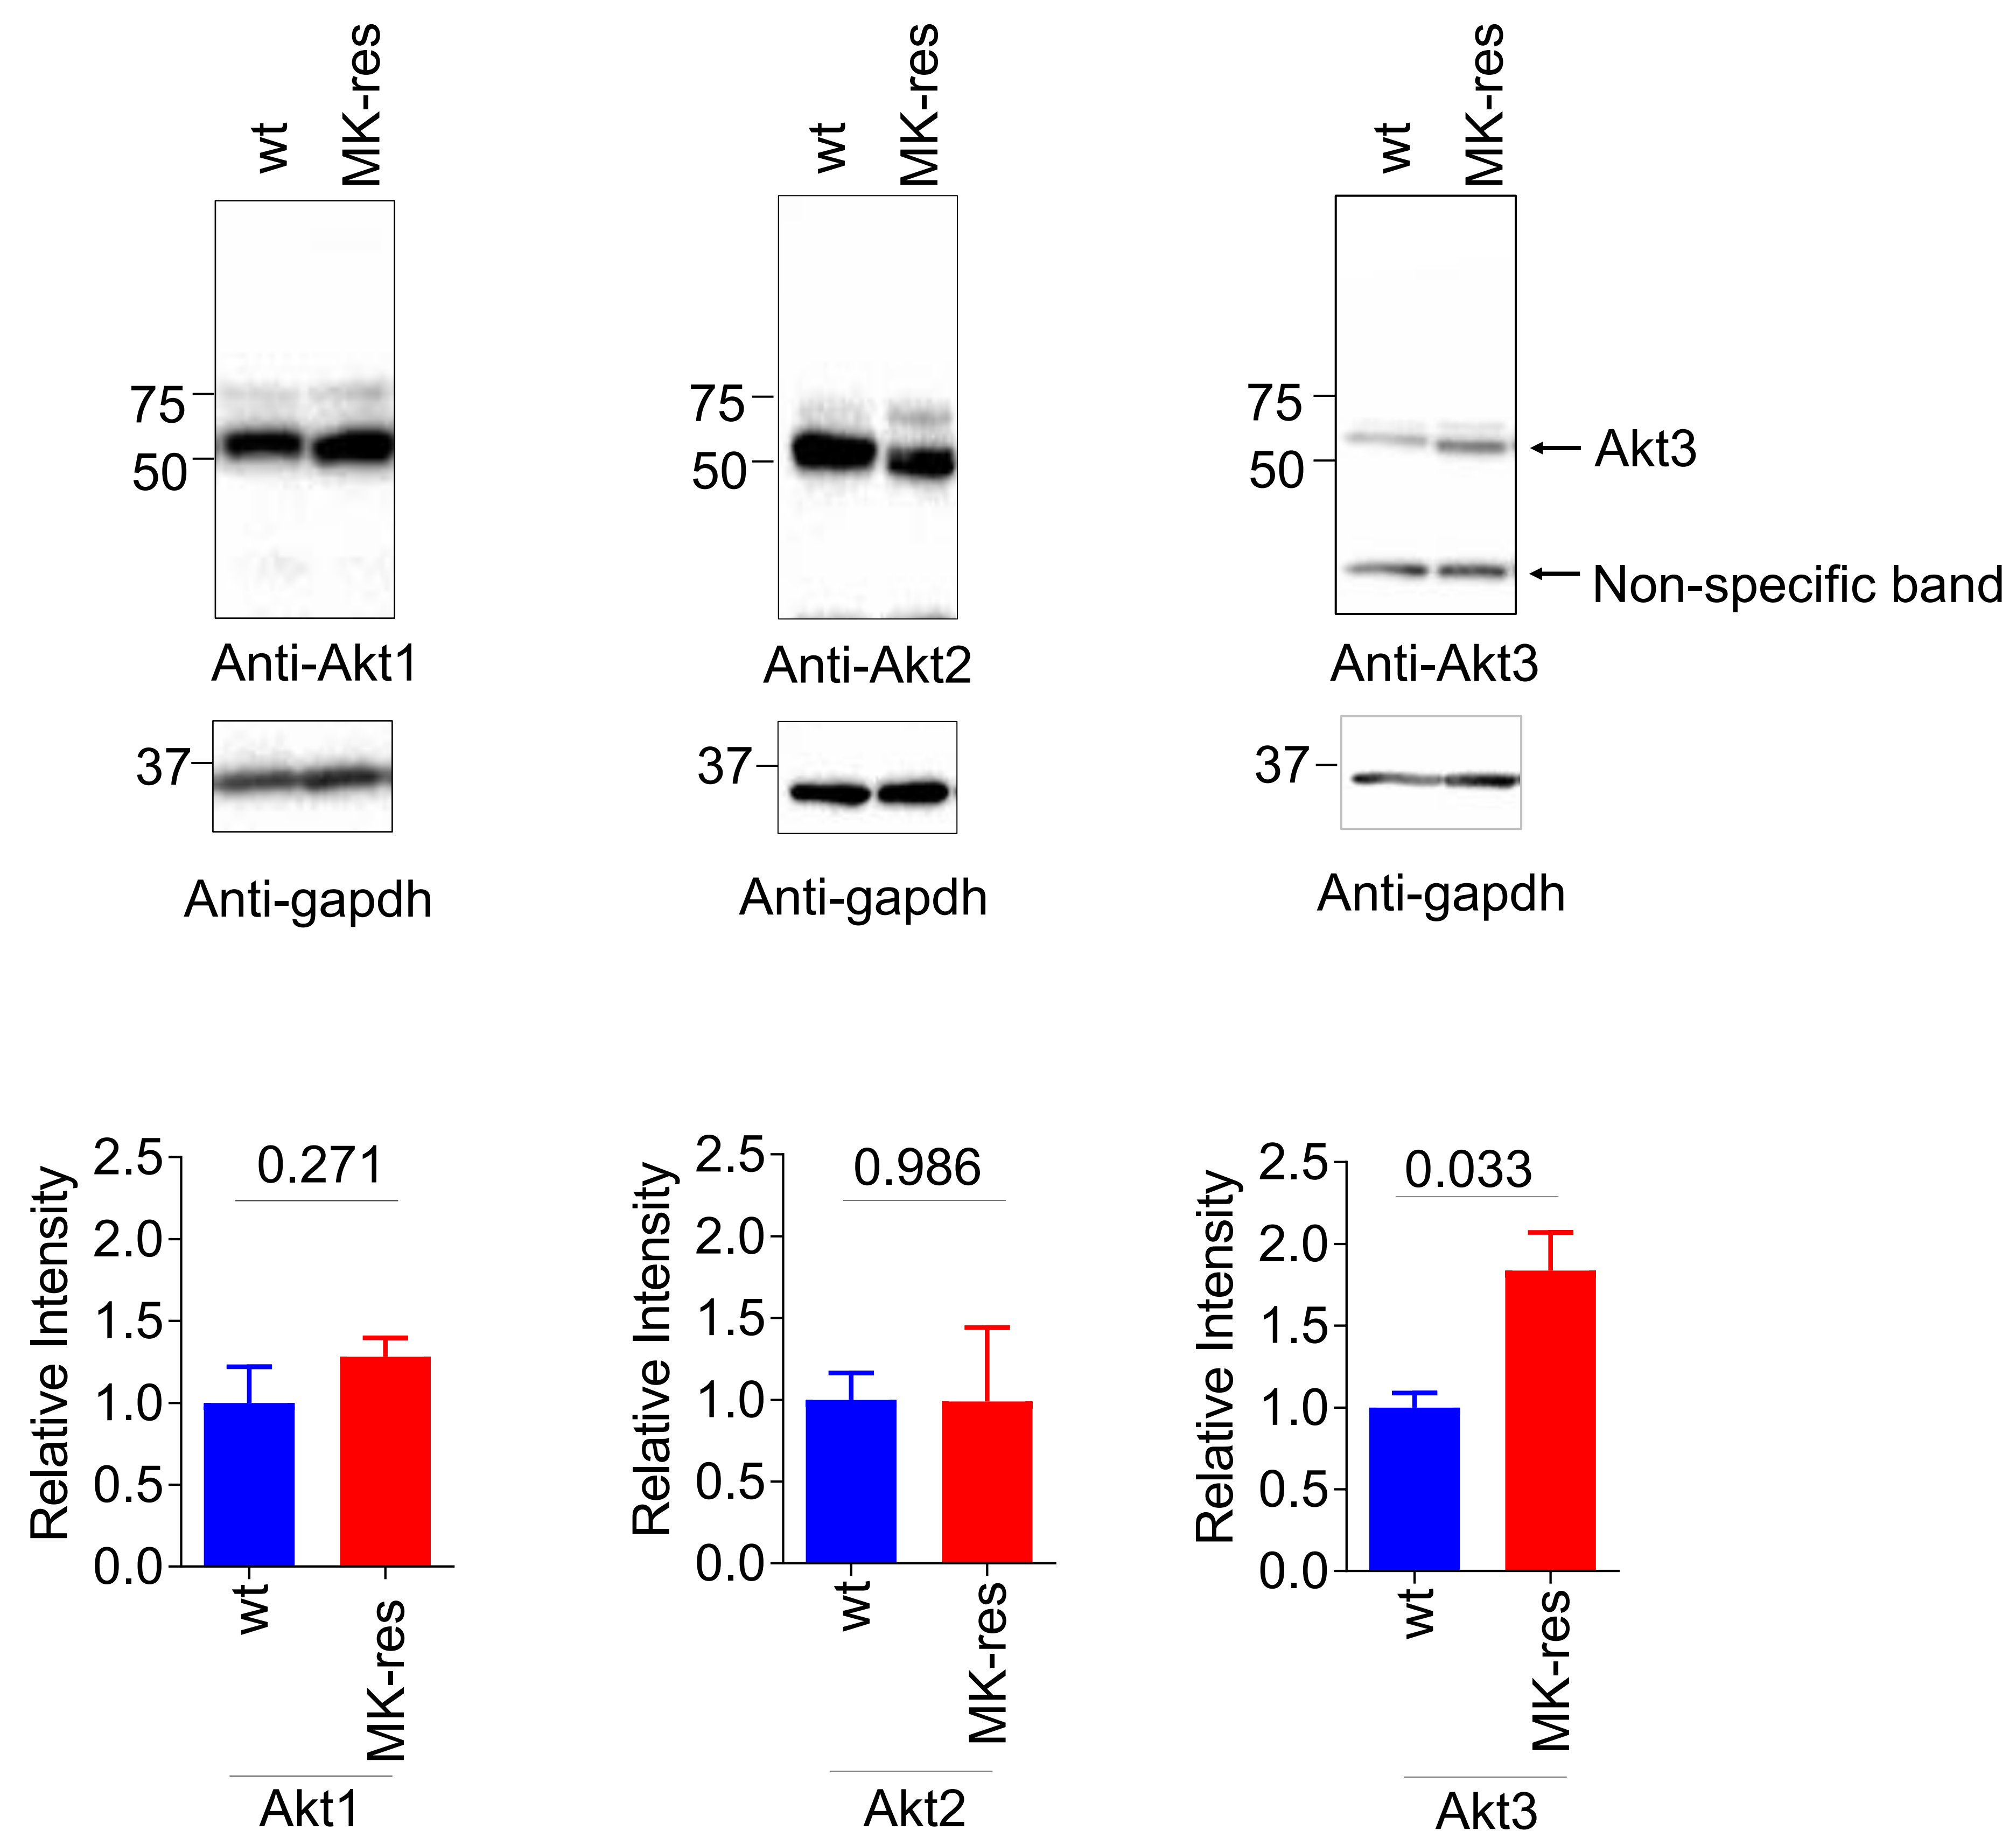 wt
MK-res
wt
MK-res
wt
MK-res
75
50
75
50
75
50
Akt3
Non-specific band
Anti-Akt1
Anti-Akt2
Anti-Akt3
37
37
37
Anti-gapdh
Anti-gapdh
Anti-gapdh
Relative Intensity
2.5
2.0
1.5
1.0
0.5
0.0
0.271
wt
MK-res
Akt1
Relative Intensity
2.5
2.0
1.5
1.0
0.5
0.0
0.986
wt
MK-res
Akt2
Relative Intensity
2.5
2.0
1.5
1.0
0.5
0.0
0.033
wt
MK-res
Akt3